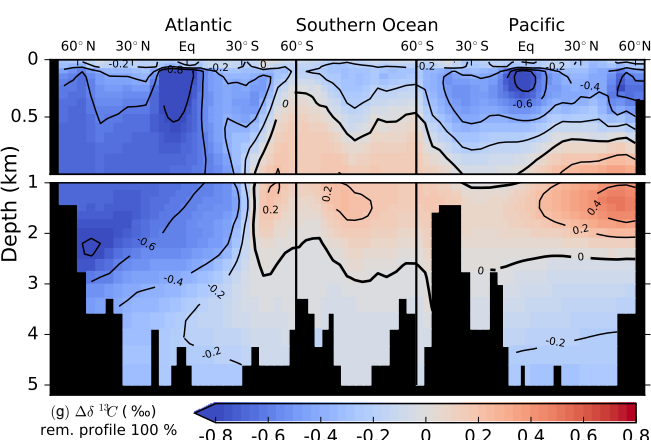 Atlantic Southern Ocean Pacific
60°N 30°N Eq 30°S 60°S 60°S 30°S Eq 30°N 60°N
0
-0.2 -0.8 -0.2 0 0.2 -0.2
-0.4
-0.6
0
0.5
1
0.2 0.2 0.4
0.2
2
-0.6
0 0
3
-0.4 -0.2
4
-0.2 -0.2
5
Depth (km)
(g) Δδ ¹³C (‰)
rem. profile 100 %
-0.8 -0.6 -0.4 -0.2 0 0.2 0.4 0.6 0.8